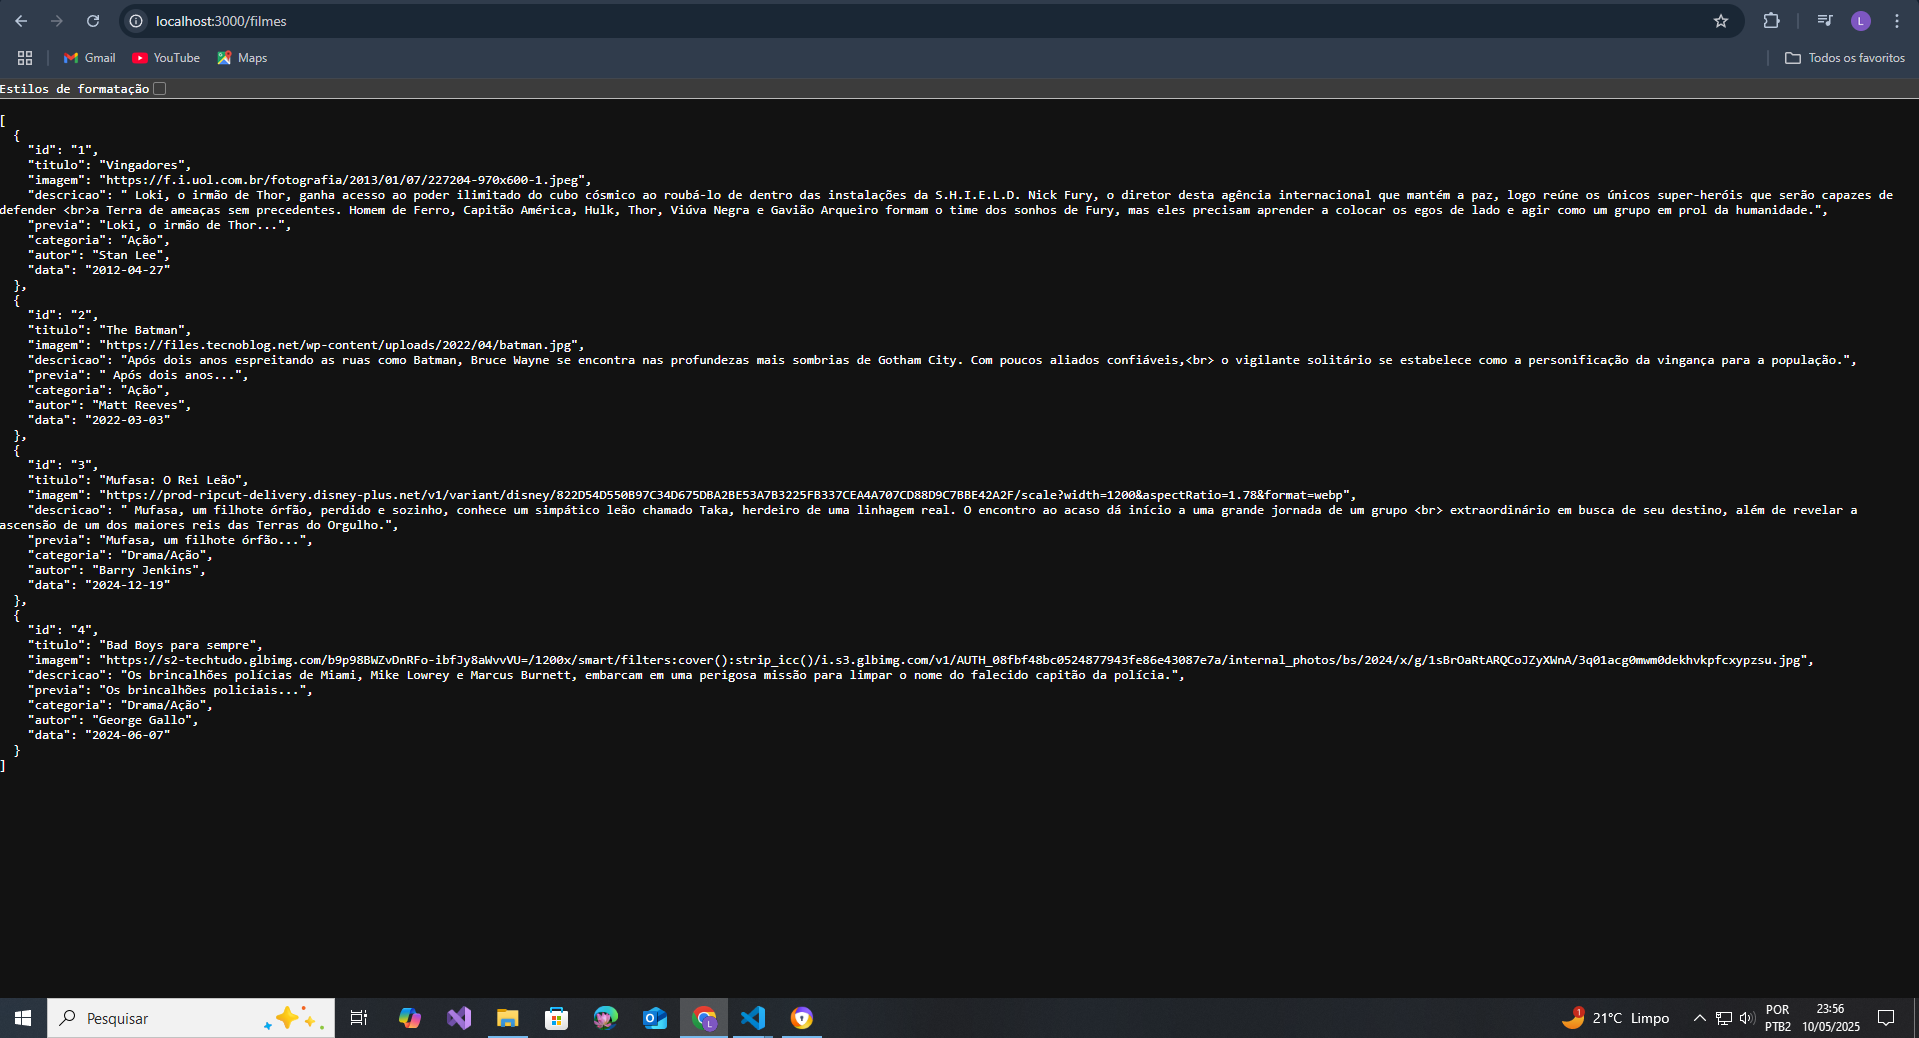 localhost:3000/filmes
L
Gmail
YouTube
Maps
Todos os favoritos
Estilos de formatação
[
{
"id": "1",
"titulo": "Vingadores",
"imagem": "https://f.i.uol.com.br/fotografia/2013/01/07/227204-970x600-1.jpeg",
"descricao": " Loki, o irmão de Thor, ganha acesso ao poder ilimitado do cubo cósmico ao roubá-lo de dentro das instalações da S.H.I.E.L.D. Nick Fury, o diretor desta agência internacional que mantém a paz, logo reúne os únicos super-heróis que serão capazes de
defender <br>a Terra de ameaças sem precedentes. Homem de Ferro, Capitão América, Hulk, Thor, Viúva Negra e Gavião Arqueiro formam o time dos sonhos de Fury, mas eles precisam aprender a colocar os egos de lado e agir como um grupo em prol da humanidade.",
"previa": "Loki, o irmão de Thor...",
"categoria": "Ação",
"autor": "Stan Lee",
"data": "2012-04-27"
},
{
"id": "2",
"titulo": "The Batman",
"imagem": "https://files.tecnoblog.net/wp-content/uploads/2022/04/batman.jpg",
"descricao": "Após dois anos espreitando as ruas como Batman, Bruce Wayne se encontra nas profundezas mais sombrias de Gotham City. Com poucos aliados confiáveis,<br> o vigilante solitário se estabelece como a personificação da vingança para a população.",
"previa": " Após dois anos...",
"categoria": "Ação",
"autor": "Matt Reeves",
"data": "2022-03-03"
},
{
"id": "3",
"titulo": "Mufasa: O Rei Leão",
"imagem": "https://prod-ripcut-delivery.disney-plus.net/v1/variant/disney/822D54D550B97C34D675DBA2BE53A7B3225FB337CEA4A707CD88D9C7BBE42A2F/scale?width=1200&aspectRatio=1.78&format=webp",
"descricao": " Mufasa, um filhote órfão, perdido e sozinho, conhece um simpático leão chamado Taka, herdeiro de uma linhagem real. O encontro ao acaso dá início a uma grande jornada de um grupo <br> extraordinário em busca de seu destino, além de revelar a
ascensão de um dos maiores reis das Terras do Orgulho.",
"previa": "Mufasa, um filhote órfão...",
"categoria": "Drama/Ação",
"autor": "Barry Jenkins",
"data": "2024-12-19"
},
{
"id": "4",
"titulo": "Bad Boys para sempre",
"imagem": "https://s2-techtudo.glbimg.com/b9p98BWZvDnRFo-ibfJy8aWvvVU=/1200x/smart/filters:cover():strip_icc()/i.s3.glbimg.com/v1/AUTH_08fbf48bc0524877943fe86e43087e7a/internal_photos/bs/2024/x/g/1sBrOaRtARQCoJZyXWnA/3q01acg0mwm0dekhvkpfcxypzsu.jpg",
"descricao": "Os brincalhões polícias de Miami, Mike Lowrey e Marcus Burnett, embarcam em uma perigosa missão para limpar o nome do falecido capitão da polícia.",
"previa": "Os brincalhões policiais...",
"categoria": "Drama/Ação",
"autor": "George Gallo",
"data": "2024-06-07"
}
]
Pesquisar
L
1
21°C Limpo
POR
PTB2
23:56
10/05/2025